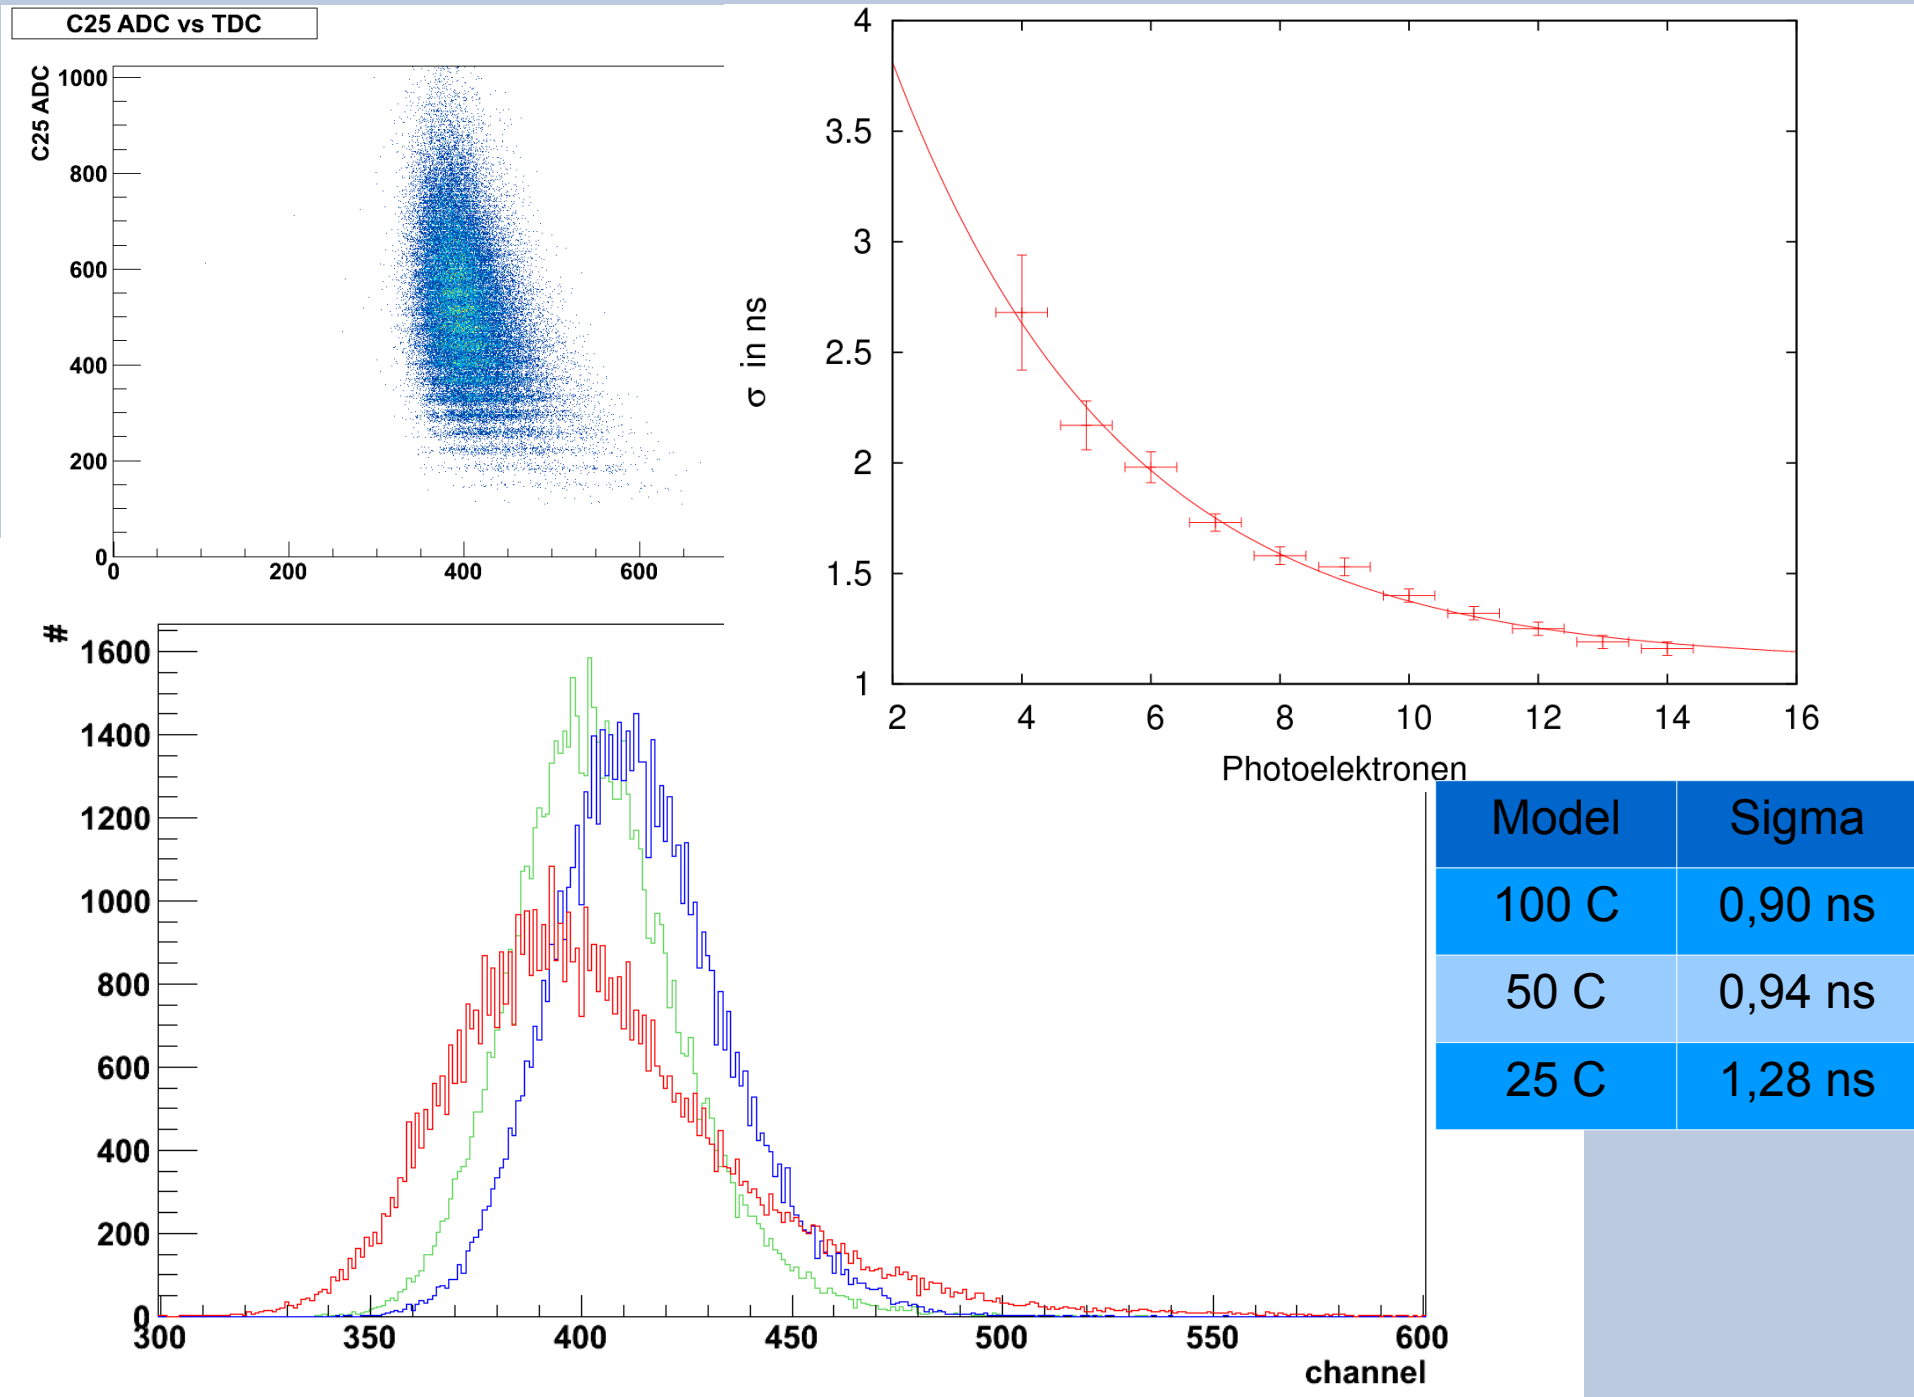 C25 ADC vs TDC
C25 ADC
1000
800
600
400
200
0
0 200 400 600
4
3.5
3
2.5
2
1.5
1
σ in ns
2 4 6 8 10 12 14 16
Photoelektronen
#
1600
1400
1200
1000
800
600
400
200
0
300 350 400 450 500 550 600
channel
Model Sigma
100 C 0,90 ns
50 C 0,94 ns
25 C 1,28 ns